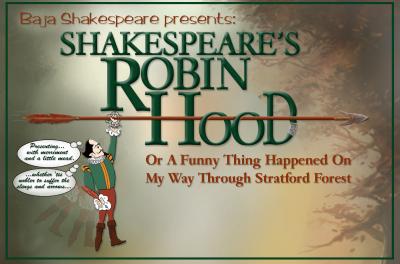 Baja Shakespeare presents:
SHAKESPEARE'S
ROBIN
HOOD
Or A Funny Thing Happened On
My Way Through Stratford Forest
Presenting...
with merriment
and a little mead.
...whether 'tis
nobler to suffer the
slings and arrows...